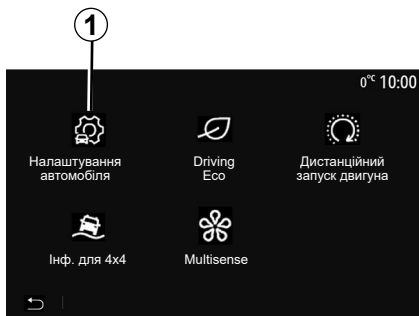 1
0°C 10:00
Налаштування
автомобіля
Driving
Eco
Дистанційний
запуск двигуна
Інф. для 4x4
Multisense